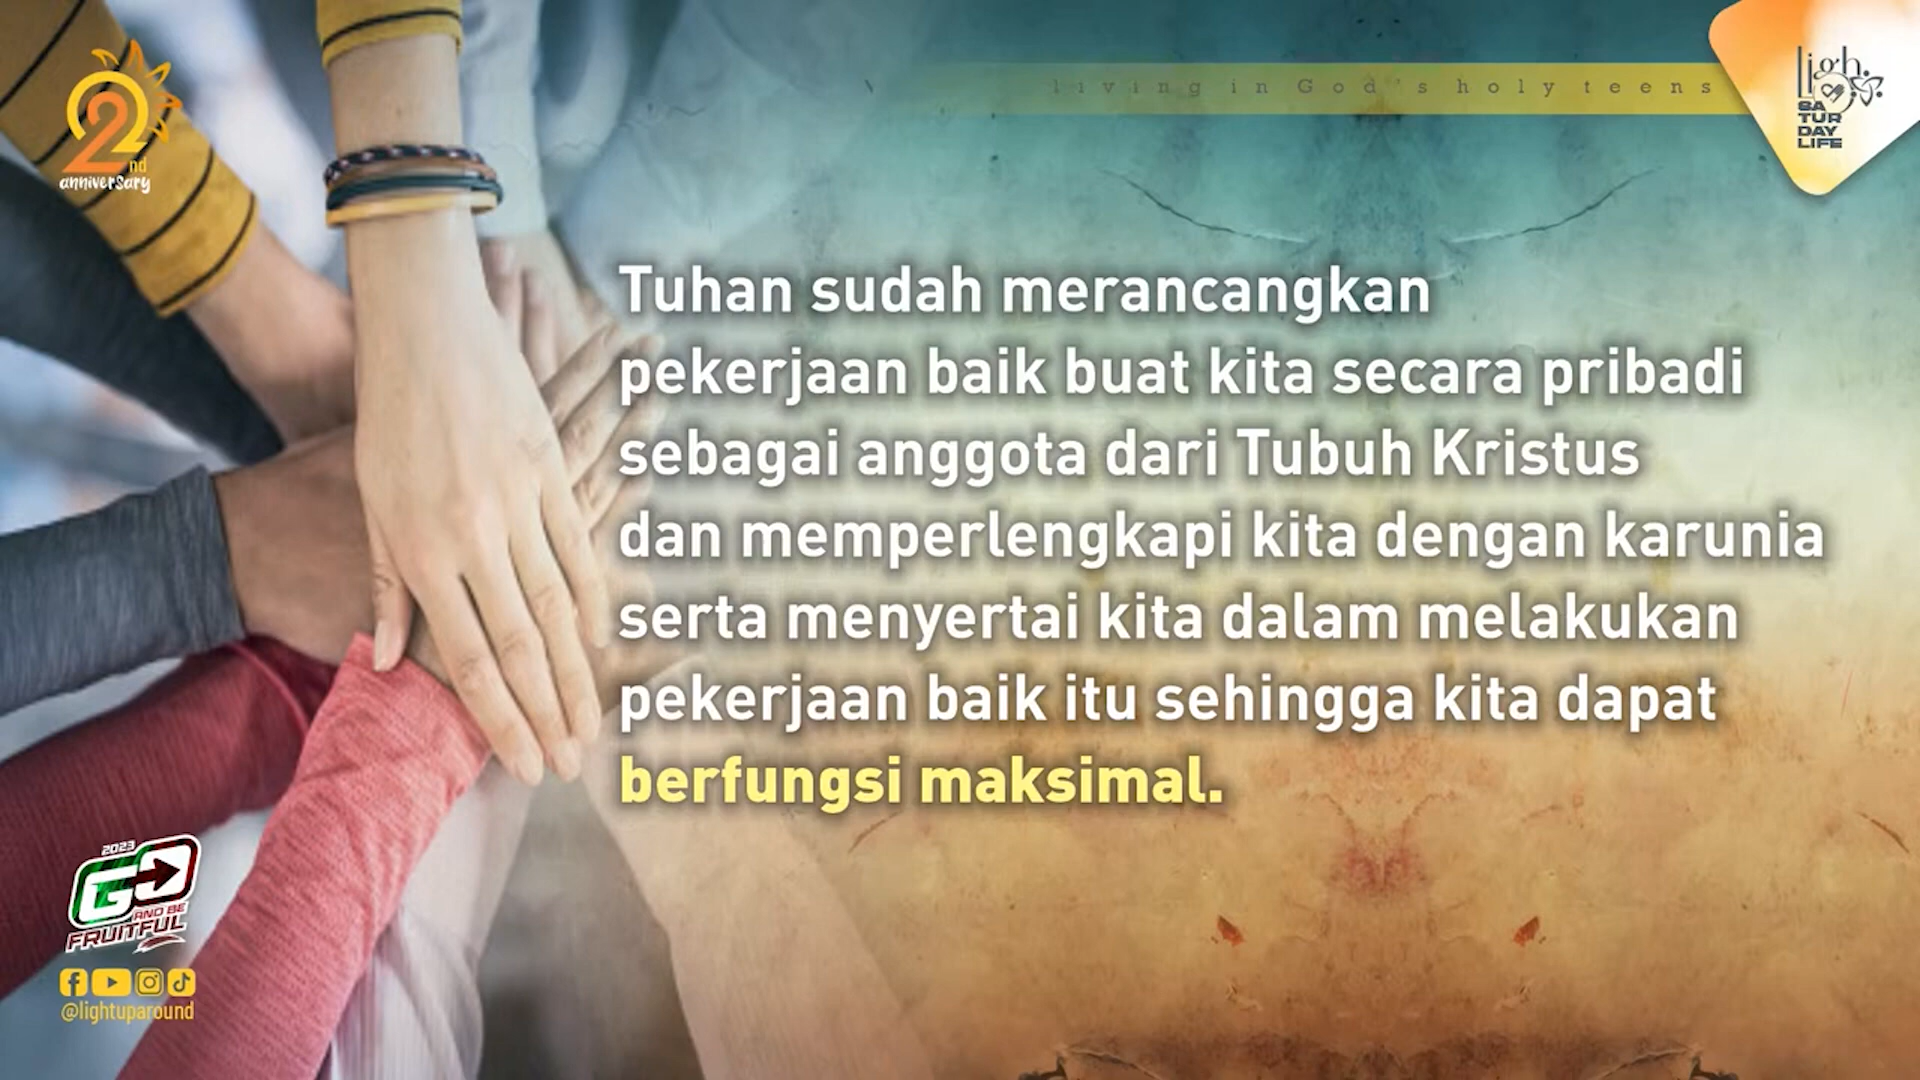 2nd
anniversary
living in God's holy teens
ligh
SA
TUR
DAY
LIFE
Tuhan sudah merancangkan
pekerjaan baik buat kita secara pribadi
sebagai anggota dari Tubuh Kristus
dan memperlengkapi kita dengan karunia
serta menyertai kita dalam melakukan
pekerjaan baik itu sehingga kita dapat
berfungsi maksimal.
2023
GO
AND BE
FRUITFUL
@lightuparound